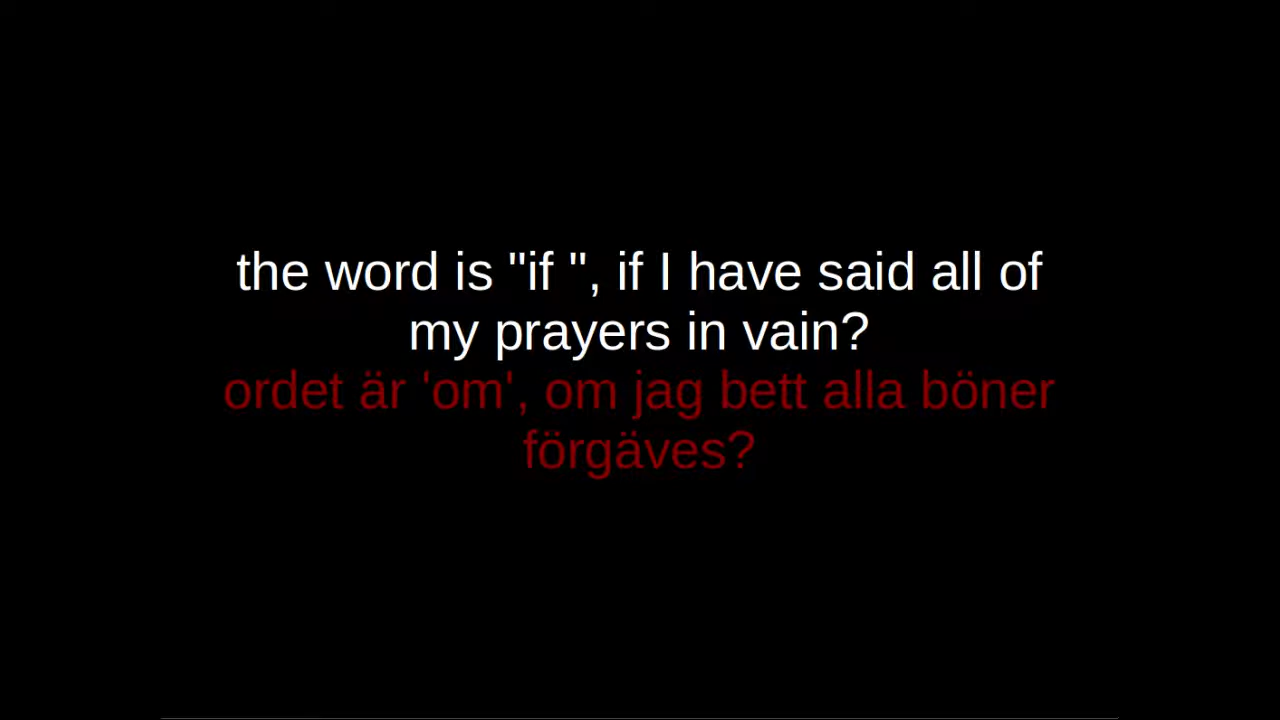 the word is "if ", if I have said all of
my prayers in vain?
ordet är 'om', om jag bett alla böner
förgäves?